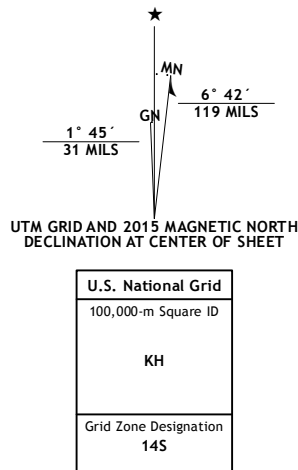 MN
GN
6° 42´
119 MILS
1° 45´
31 MILS
UTM GRID AND 2015 MAGNETIC NORTH
DECLINATION AT CENTER OF SHEET
U.S. National Grid
100,000-m Square ID
KH
Grid Zone Designation
14S